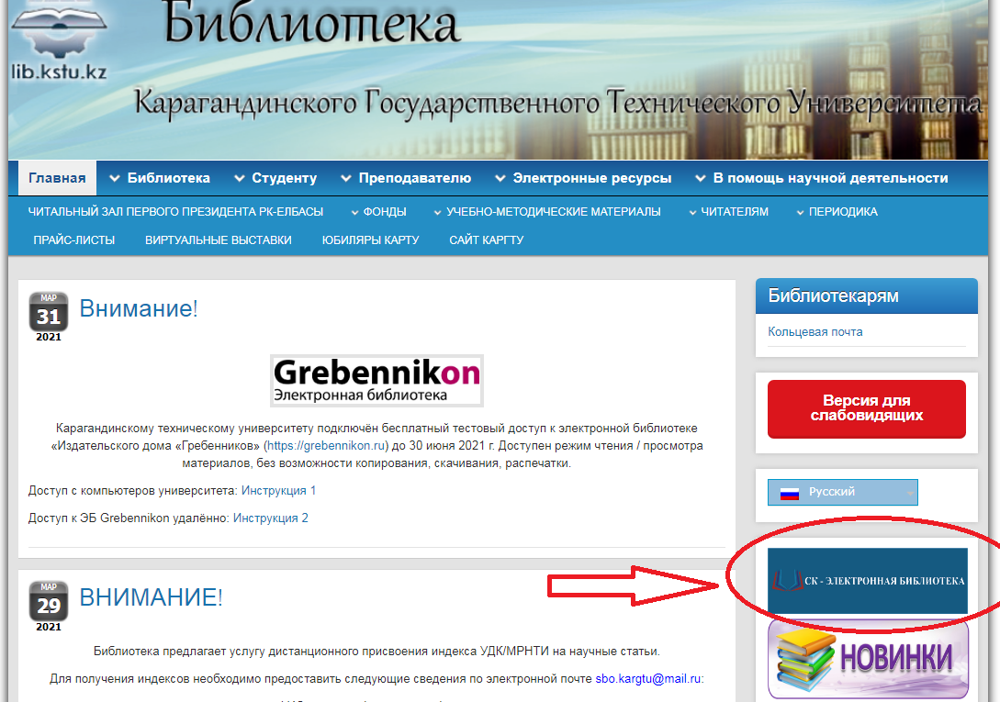 Библиотека
lib.kstu.kz
Карагандинского Государственного Технического Университета
Главная Библиотека Студенту Преподавателю Электронные ресурсы В помощь научной деятельности
ЧИТАЛЬНЫЙ ЗАЛ ПЕРВОГО ПРЕЗИДЕНТА РК-ЕЛБАСЫ ФОНДЫ УЧЕБНО-МЕТОДИЧЕСКИЕ МАТЕРИАЛЫ ЧИТАТЕЛЯМ ПЕРИОДИКА
ПРАЙС-ЛИСТЫ ВИРТУАЛЬНЫЕ ВЫСТАВКИ ЮБИЛЯРЫ КАРТУ САЙТ КАРГТУ
МАР
31
2021
Внимание!
Grebennikon
Электронная библиотека
Карагандинскому техническому университету подключён бесплатный тестовый доступ к электронной библиотеке
«Издательского дома «Гребенников» (https://grebennikon.ru) до 30 июня 2021 г. Доступен режим чтения / просмотра
материалов, без возможности копирования, скачивания, распечатки.
Доступ с компьютеров университета: Инструкция 1
Доступ к ЭБ Grebennikon удалённо: Инструкция 2
МАР
29
2021
ВНИМАНИЕ!
Библиотека предлагает услугу дистанционного присвоения индекса УДК/МРНТИ на научные статьи.
Для получения индексов необходимо предоставить следующие сведения по электронной почте sbo.kargtu@mail.ru:
Библиотекарям
Кольцевая почта
Версия для
слабовидящих
Русский
СК - ЭЛЕКТРОННАЯ БИБЛИОТЕКА
НОВИНКИ